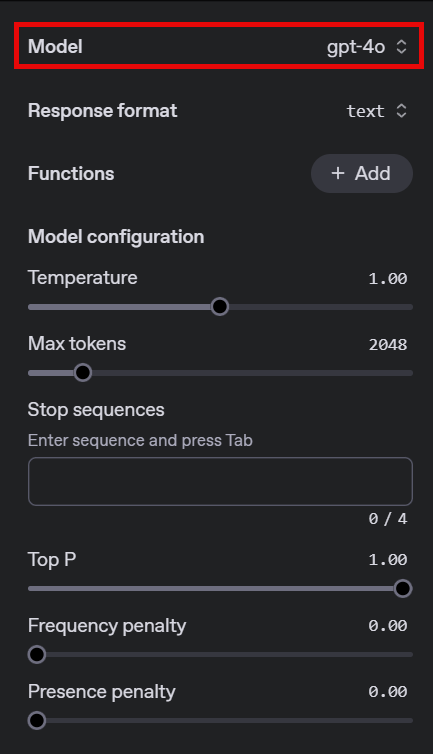 Model gpt-4o
Response format text
Functions + Add
Model configuration
Temperature 1.00
Max tokens 2048
Stop sequences
Enter sequence and press Tab
0 / 4
Top P 1.00
Frequency penalty 0.00
Presence penalty 0.00